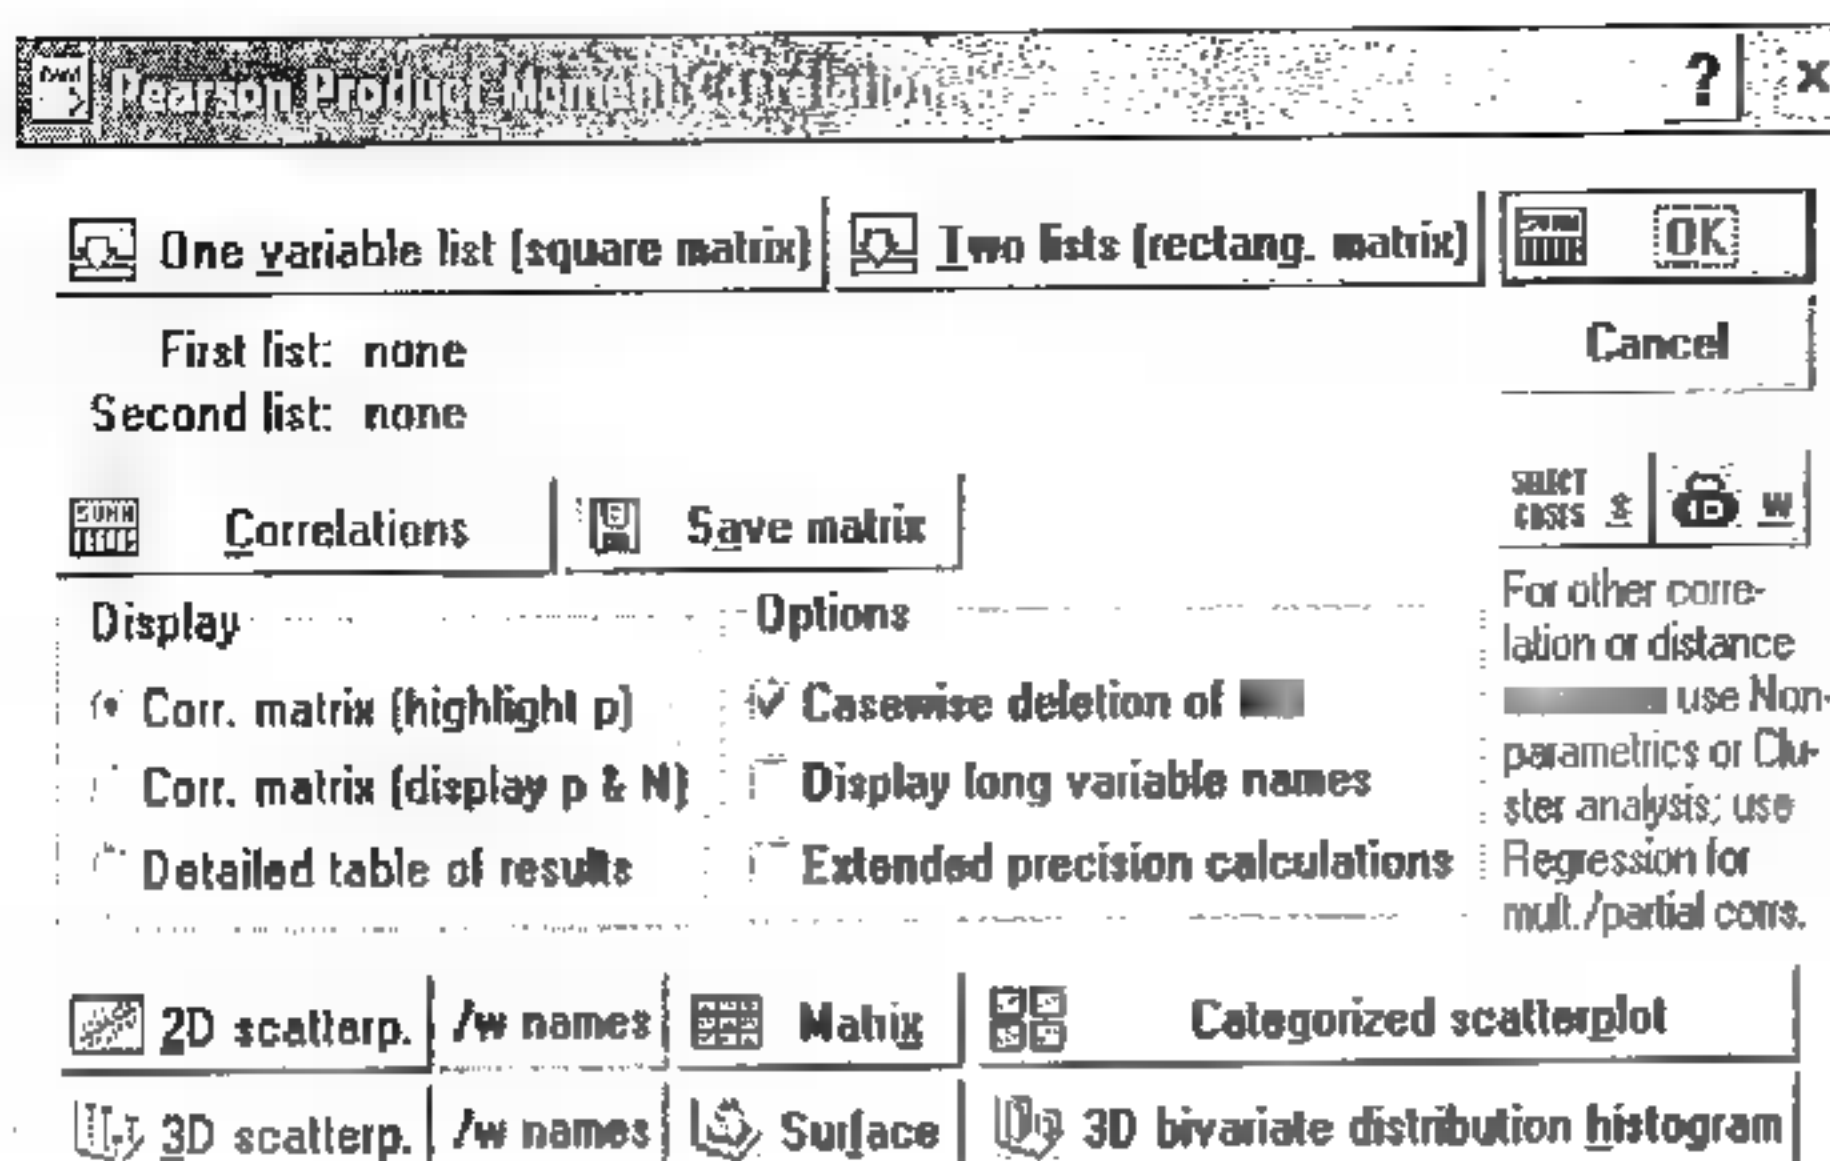 Pearson Product-Moment Correlation ? x
One variable list (square matrix) Two lists (rectang. matrix) SUMM OK
First list: none Cancel
Second list: none
SUMM Correlations Save matrix SELECT CASES S W
Display Options
Corr. matrix (highlight p) Casewise deletion of
Corr. matrix (display p & N) Display long variable names
Detailed table of results Extended precision calculations
For other corre-
lation or distance
use Non-
parametrics or Clu-
ster analysis; use
Regression for
mult./partial corrs.
2D scatterp. /w names Matrix Categorized scatterplot
3D scatterp. /w names Surface 3D bivariate distribution histogram